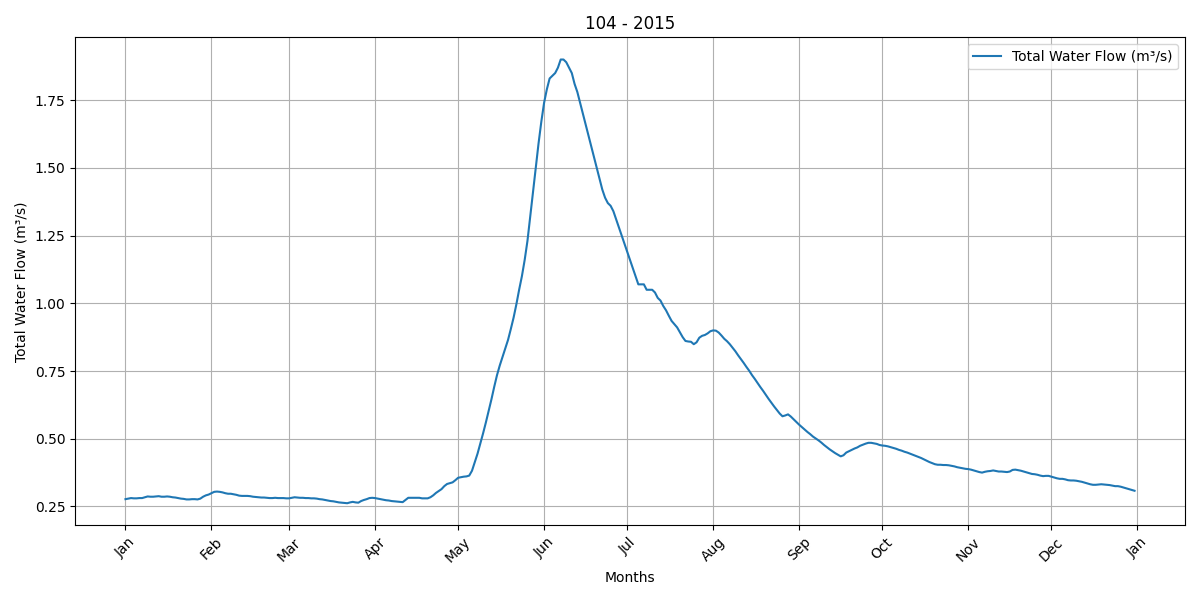 104 - 2015
Total Water Flow (m³/s)
Total Water Flow (m³/s)
1.75
1.50
1.25
1.00
0.75
0.50
0.25
Jan
Feb
Mar
Apr
May
Jun
Jul
Aug
Sep
Oct
Nov
Dec
Jan
Months